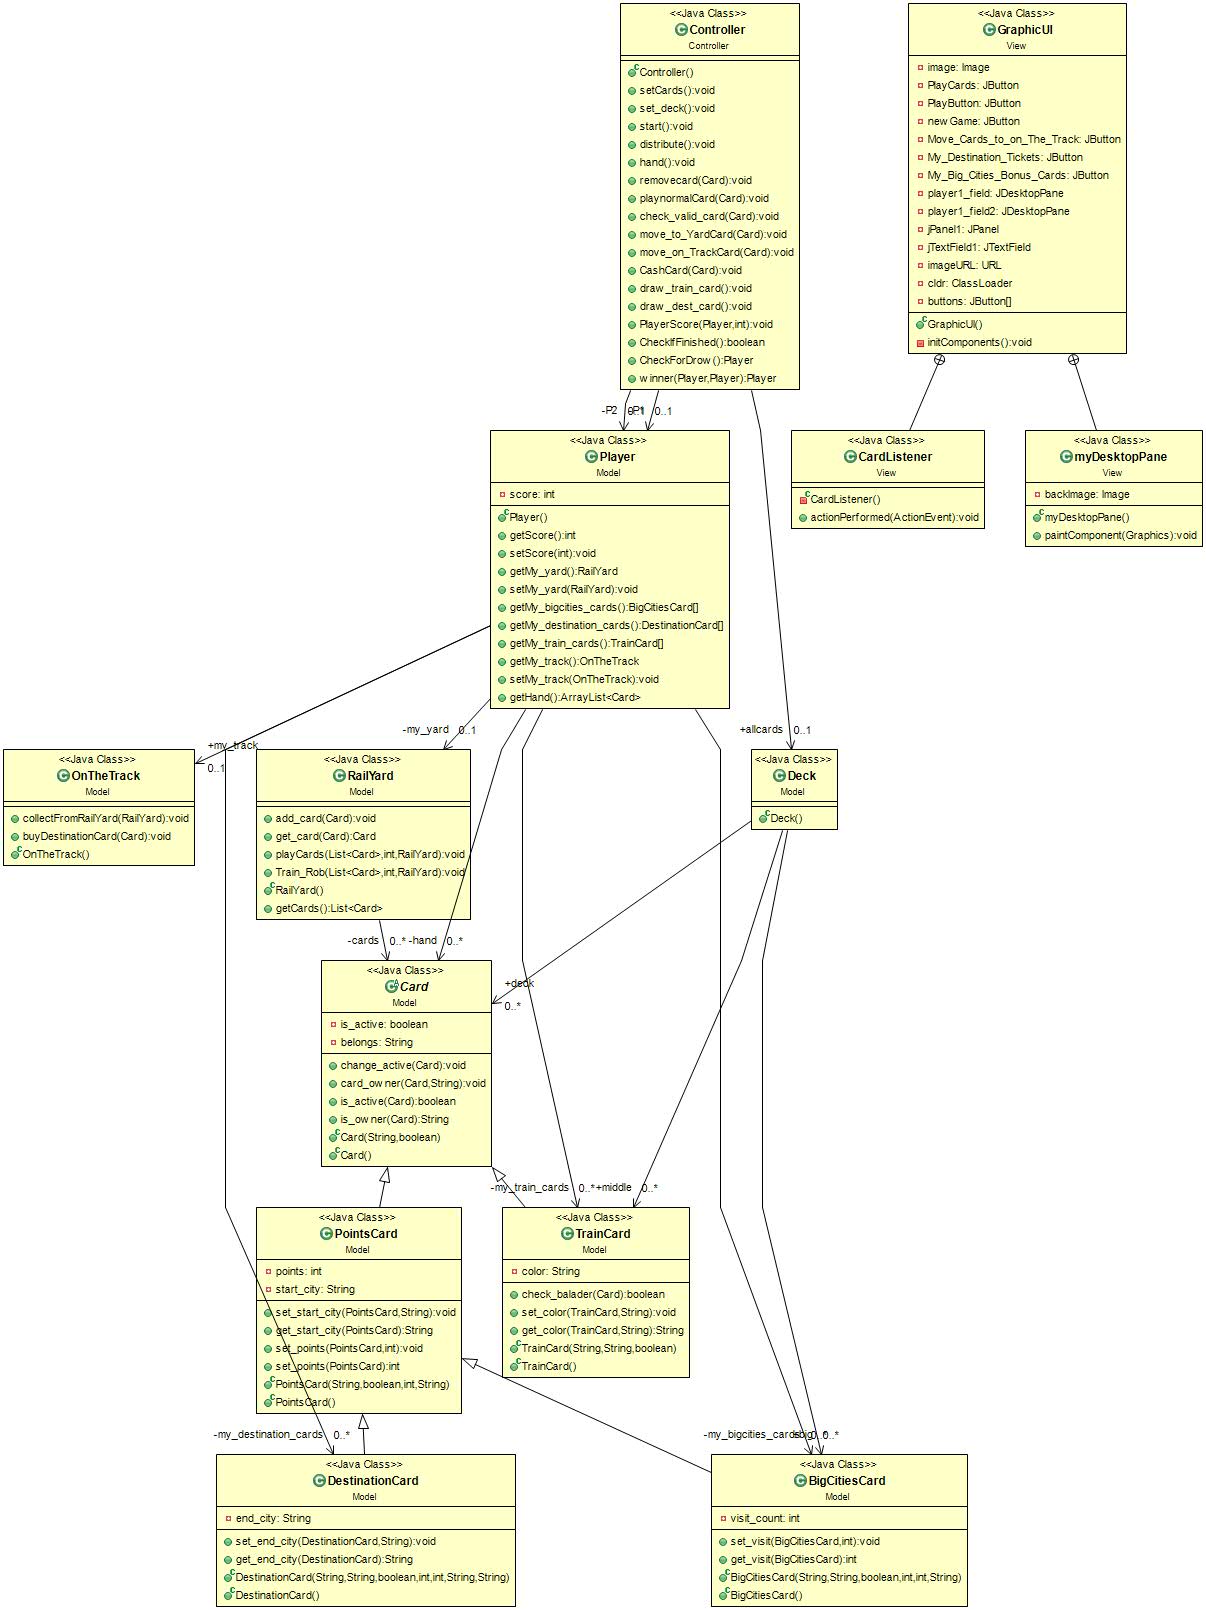 <<Java Class>>
Controller
Controller
Controller()
setCards():void
set_deck():void
start():void
distribute():void
hand():void
removecard(Card):void
playnormalCard(Card):void
check_valid_card(Card):void
move_to_YardCard(Card):void
move_on_TrackCard(Card):void
CashCard(Card):void
draw_train_card():void
draw_dest_card():void
PlayerScore(Player,int):void
CheckIfFinished():boolean
CheckForDrow():Player
winner(Player,Player):Player
<<Java Class>>
GraphicUI
View
image: Image
PlayCards: JButton
PlayButton: JButton
new Game: JButton
Move_Cards_to_on_The_Track: JButton
My_Destination_Tickets: JButton
My_Big_Cities_Bonus_Cards: JButton
player1_field: JDesktopPane
player1_field2: JDesktopPane
jPanel1: JPanel
jTextField1: JTextField
imageURL: URL
cldr: ClassLoader
buttons: JButton[]
GraphicUI()
initComponents():void
-P2
-P1 0..1
<<Java Class>>
Player
Model
score: int
Player()
getScore():int
setScore(int):void
getMy_yard():RailYard
setMy_yard(RailYard):void
getMy_bigcities_cards():BigCitiesCard[]
getMy_destination_cards():DestinationCard[]
getMy_train_cards():TrainCard[]
getMy_track():OnTheTrack
setMy_track(OnTheTrack):void
getHand():ArrayList<Card>
<<Java Class>>
CardListener
View
CardListener()
actionPerformed(ActionEvent):void
<<Java Class>>
myDesktopPane
View
backImage: Image
myDesktopPane()
paintComponent(Graphics):void
-my_yard 0..1
+allcards 0..1
+my_track
0..1
<<Java Class>>
OnTheTrack
Model
collectFromRailYard(RailYard):void
buyDestinationCard(Card):void
OnTheTrack()
<<Java Class>>
RailYard
Model
add_card(Card):void
get_card(Card):Card
playCards(List<Card>,int,RailYard):void
Train_Rob(List<Card>,int,RailYard):void
RailYard()
getCards():List<Card>
<<Java Class>>
Deck
Model
Deck()
-cards 0..* -hand 0..*
+deck
0..*
<<Java Class>>
Card
Model
is_active: boolean
belongs: String
change_active(Card):void
card_owner(Card,String):void
is_active(Card):boolean
is_owner(Card):String
Card(String,boolean)
Card()
-my_train_cards 0..* +middle 0..*
<<Java Class>>
PointsCard
Model
points: int
start_city: String
set_start_city(PointsCard,String):void
get_start_city(PointsCard):String
set_points(PointsCard,int):void
set_points(PointsCard):int
PointsCard(String,boolean,int,String)
PointsCard()
<<Java Class>>
TrainCard
Model
color: String
check_balader(Card):boolean
set_color(TrainCard,String):void
get_color(TrainCard,String):String
TrainCard(String,String,boolean)
TrainCard()
-my_destination_cards 0..*
-my_bigcities_cards 0..*
<<Java Class>>
DestinationCard
Model
end_city: String
set_end_city(DestinationCard,String):void
get_end_city(DestinationCard):String
DestinationCard(String,String,boolean,int,int,String,String)
DestinationCard()
<<Java Class>>
BigCitiesCard
Model
visit_count: int
set_visit(BigCitiesCard,int):void
get_visit(BigCitiesCard):int
BigCitiesCard(String,String,boolean,int,int,String)
BigCitiesCard()